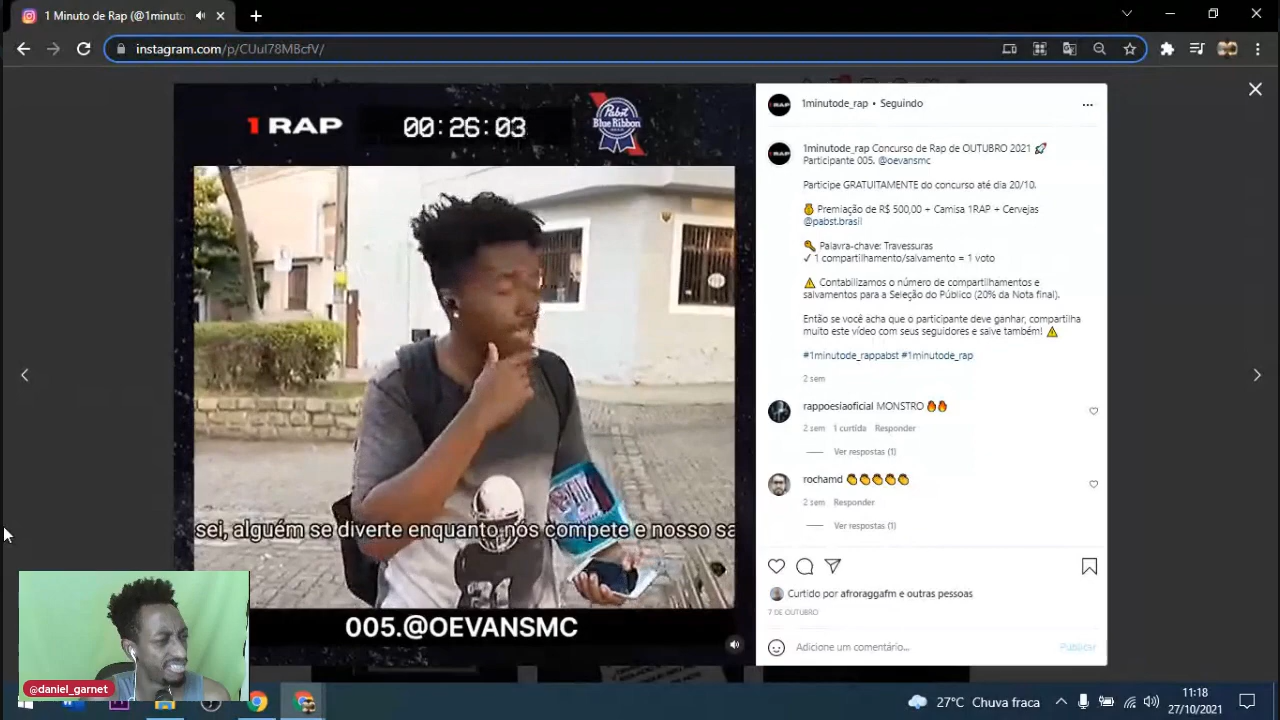 1 Minuto de Rap (@1minuto
instagram.com/p/CUuI78MBcfV/
1RAP
00:26:03
Pabst
Blue Ribbon
sei, alguém se diverte enquanto nós compete e nosso sa
005.@OEVANSMC
@daniel_garnet
1RAP
1minutode_rap • Seguindo
1RAP
1minutode_rap Concurso de Rap de OUTUBRO 2021 🚀
Participante 005. @oevansmc
Participe GRATUITAMENTE do concurso até dia 20/10.
🏅 Premiação de R$ 500,00 + Camisa 1RAP + Cervejas
@pabst.brasil
🔑 Palavra-chave: Travessuras
✓ 1 compartilhamento/salvamento = 1 voto
⚠️ Contabilizamos o número de compartilhamentos e
salvamentos para a Seleção do Público (20% da Nota final).
Então se você acha que o participante deve ganhar, compartilha
muito este vídeo com seus seguidores e salve também! ⚠️
#1minutode_rappabst #1minutode_rap
2 sem
rappoesiaoficial MONSTRO 🔥🔥
2 sem 1 curtida Responder
Ver respostas (1)
rochamd 👏👏👏👏👏
2 sem Responder
Ver respostas (1)
Curtido por afroraggafm e outras pessoas
7 DE OUTUBRO
Adicione um comentário...
Publicar
27°C Chuva fraca
11:18
27/10/2021